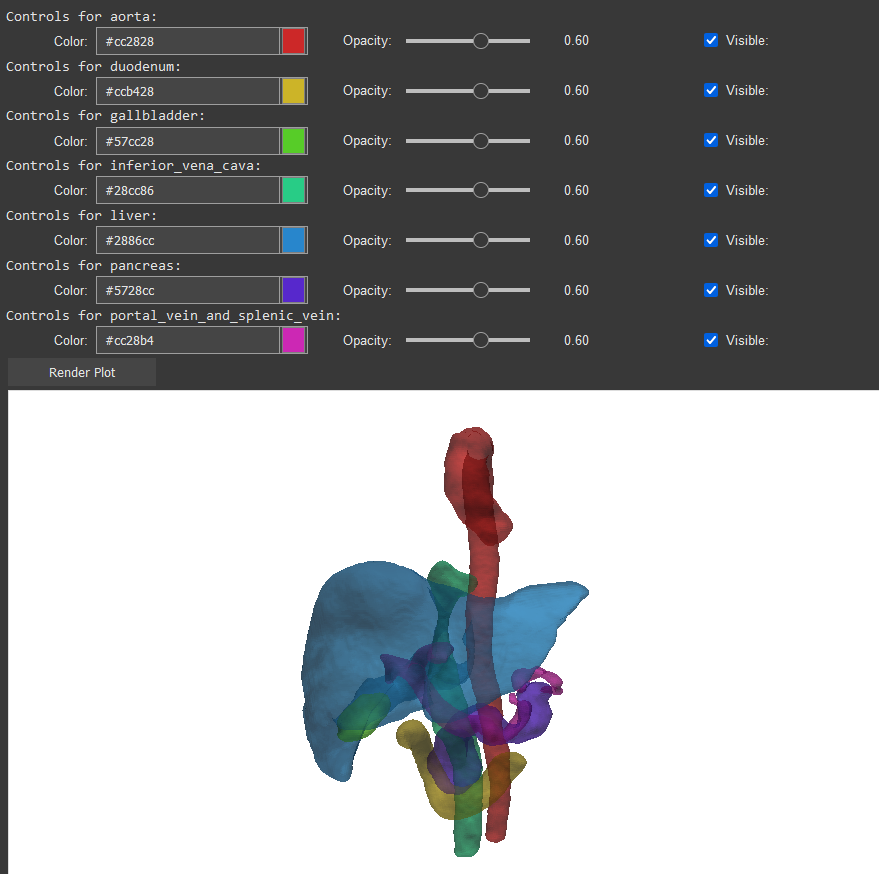 Controls for aorta:
Color: #cc2828 Opacity: 0.60 Visible:
Controls for duodenum:
Color: #ccb428 Opacity: 0.60 Visible:
Controls for gallbladder:
Color: #57cc28 Opacity: 0.60 Visible:
Controls for inferior_vena_cava:
Color: #28cc86 Opacity: 0.60 Visible:
Controls for liver:
Color: #2886cc Opacity: 0.60 Visible:
Controls for pancreas:
Color: #5728cc Opacity: 0.60 Visible:
Controls for portal_vein_and_splenic_vein:
Color: #cc28b4 Opacity: 0.60 Visible:
Render Plot